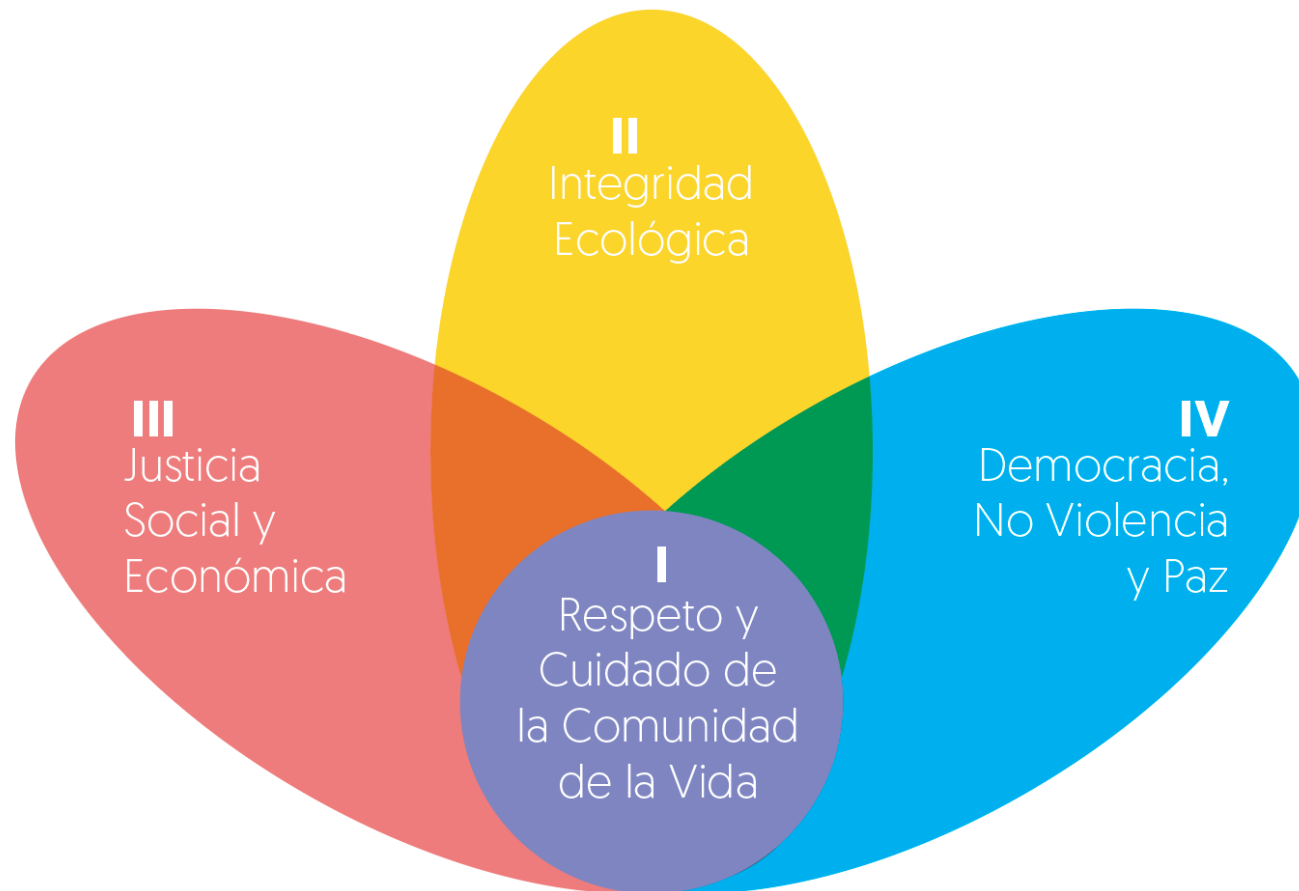 II
Integridad
Ecológica
III
Justicia
Social y
Económica
IV
Democracia,
No Violencia
y Paz
I
Respeto y
Cuidado de
la Comunidad
de la Vida